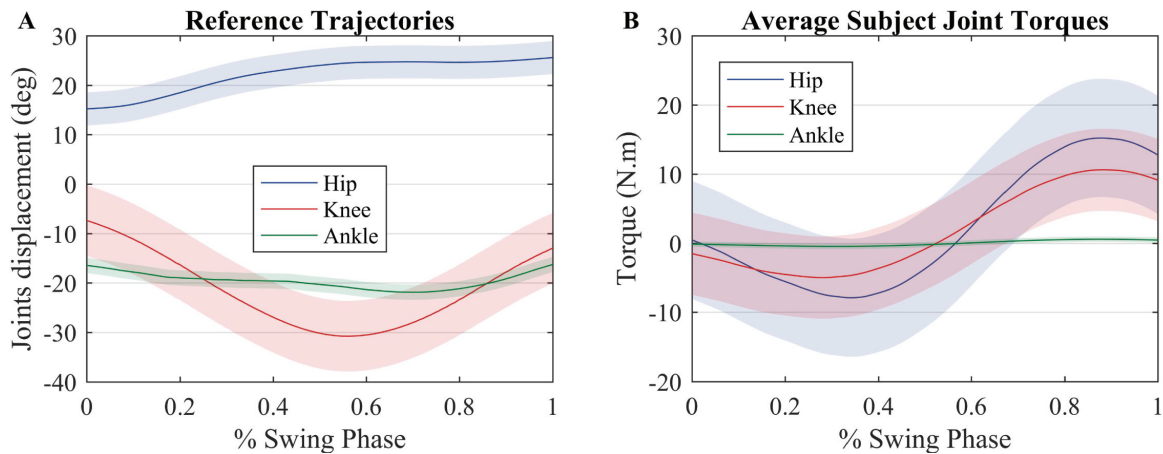 A
Reference Trajectories
30
20
10
0
-10
-20
-30
-40
Joints displacement (deg)
Hip
Knee
Ankle
0
0.2
0.4
0.6
0.8
1
% Swing Phase
B
Average Subject Joint Torques
30
20
10
0
-10
-20
Torque (N.m)
Hip
Knee
Ankle
0
0.2
0.4
0.6
0.8
1
% Swing Phase